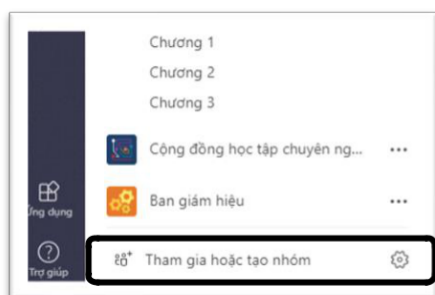 Chương 1
Chương 2
Chương 3
Cộng đồng học tập chuyên ng...
Ban giám hiệu
Ứng dụng
Tham gia hoặc tạo nhóm
Trợ giúp